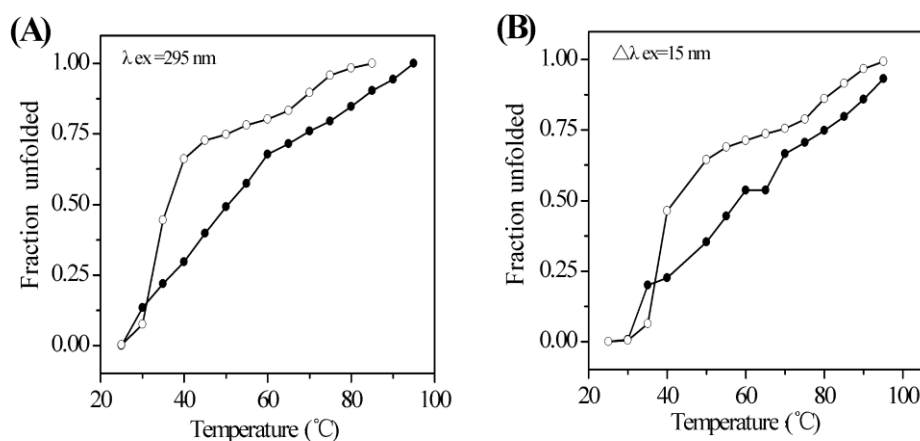 (A)
λ ex=295 nm
1.00
0.75
0.50
0.25
0.00
Fraction unfolded
20 40 60 80 100
Temperature (℃)
(B)
△λ ex=15 nm
1.00
0.75
0.50
0.25
0.00
Fraction unfolded
20 40 60 80 100
Temperature (℃)